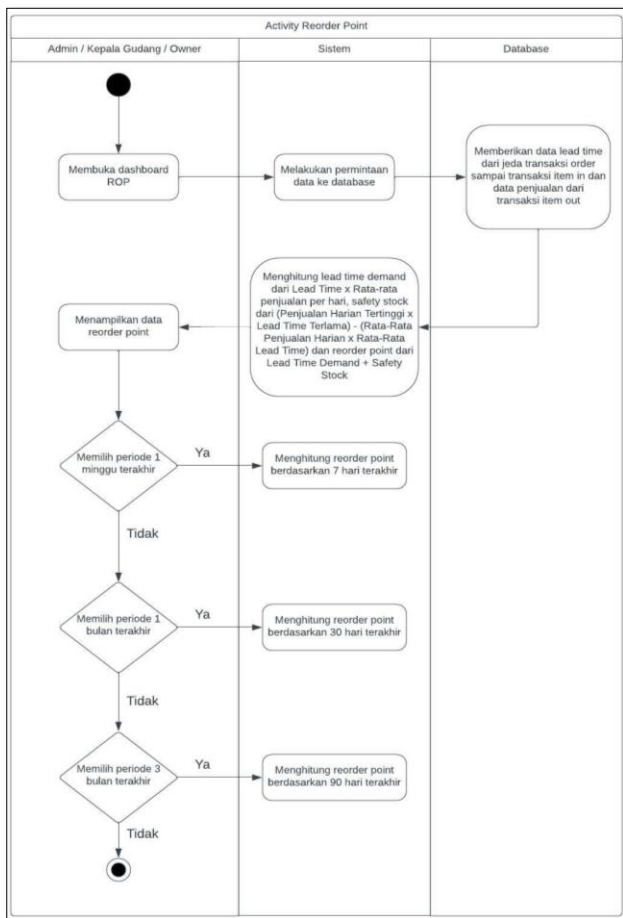 Activity Reorder Point
Admin / Kepala Gudang / Owner
Sistem
Database
Membuka dashboard
ROP
Melakukan permintaan
data ke database
Memberikan data lead time
dari jeda transaksi order
sampai transaksi item in dan
data penjualan dari
transaksi item out
Menghitung lead time demand
dari Lead Time x Rata-rata
penjualan per hari, safety stock
dari (Penjualan Harian Tertinggi x
Lead Time Terlama) - (Rata-Rata
Penjualan Harian x Rata-Rata
Lead Time) dan reorder point dari
Lead Time Demand + Safety
Stock
Menampilkan data
reorder point
Memilih periode 1
minggu terakhir
Ya
Menghitung reorder point
berdasarkan 7 hari terakhir
Tidak
Memilih periode 1
bulan terakhir
Ya
Menghitung reorder point
berdasarkan 30 hari terakhir
Tidak
Memilih periode 3
bulan terakhir
Ya
Menghitung reorder point
berdasarkan 90 hari terakhir
Tidak